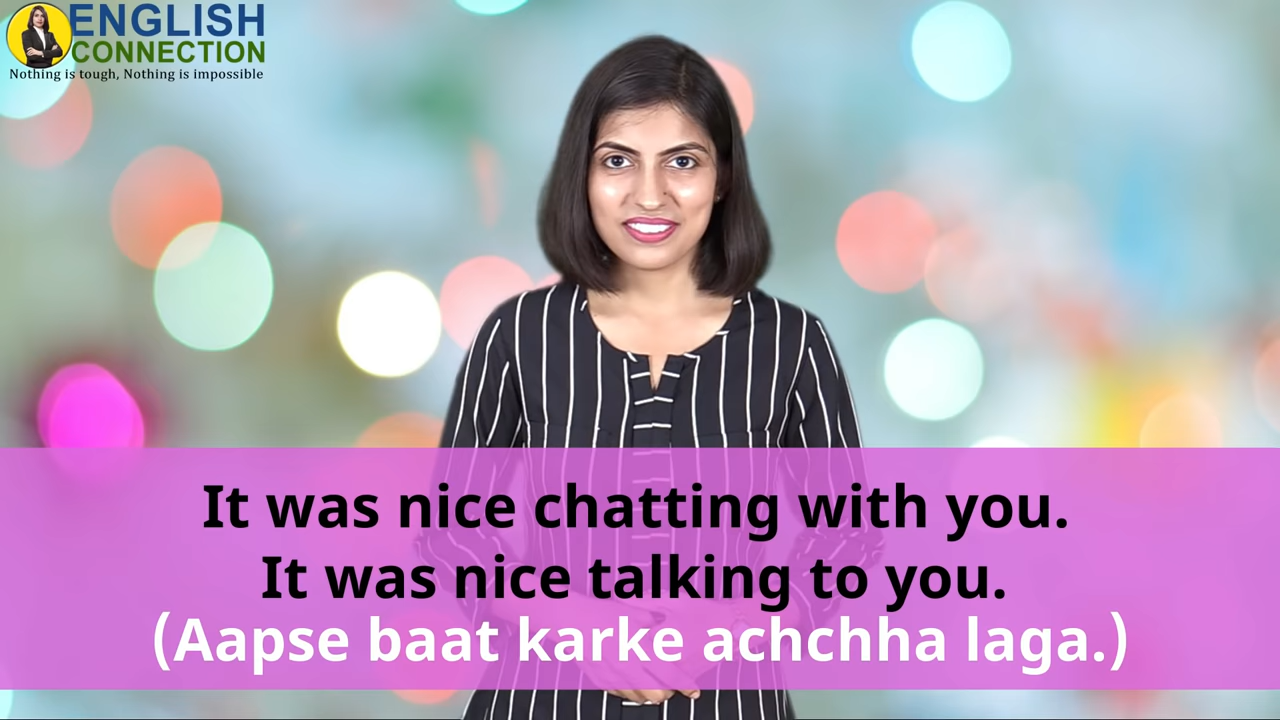 ENGLISH
CONNECTION
Nothing is tough, Nothing is impossible
It was nice chatting with you.
It was nice talking to you.
(Aapse baat karke achchha laga.)